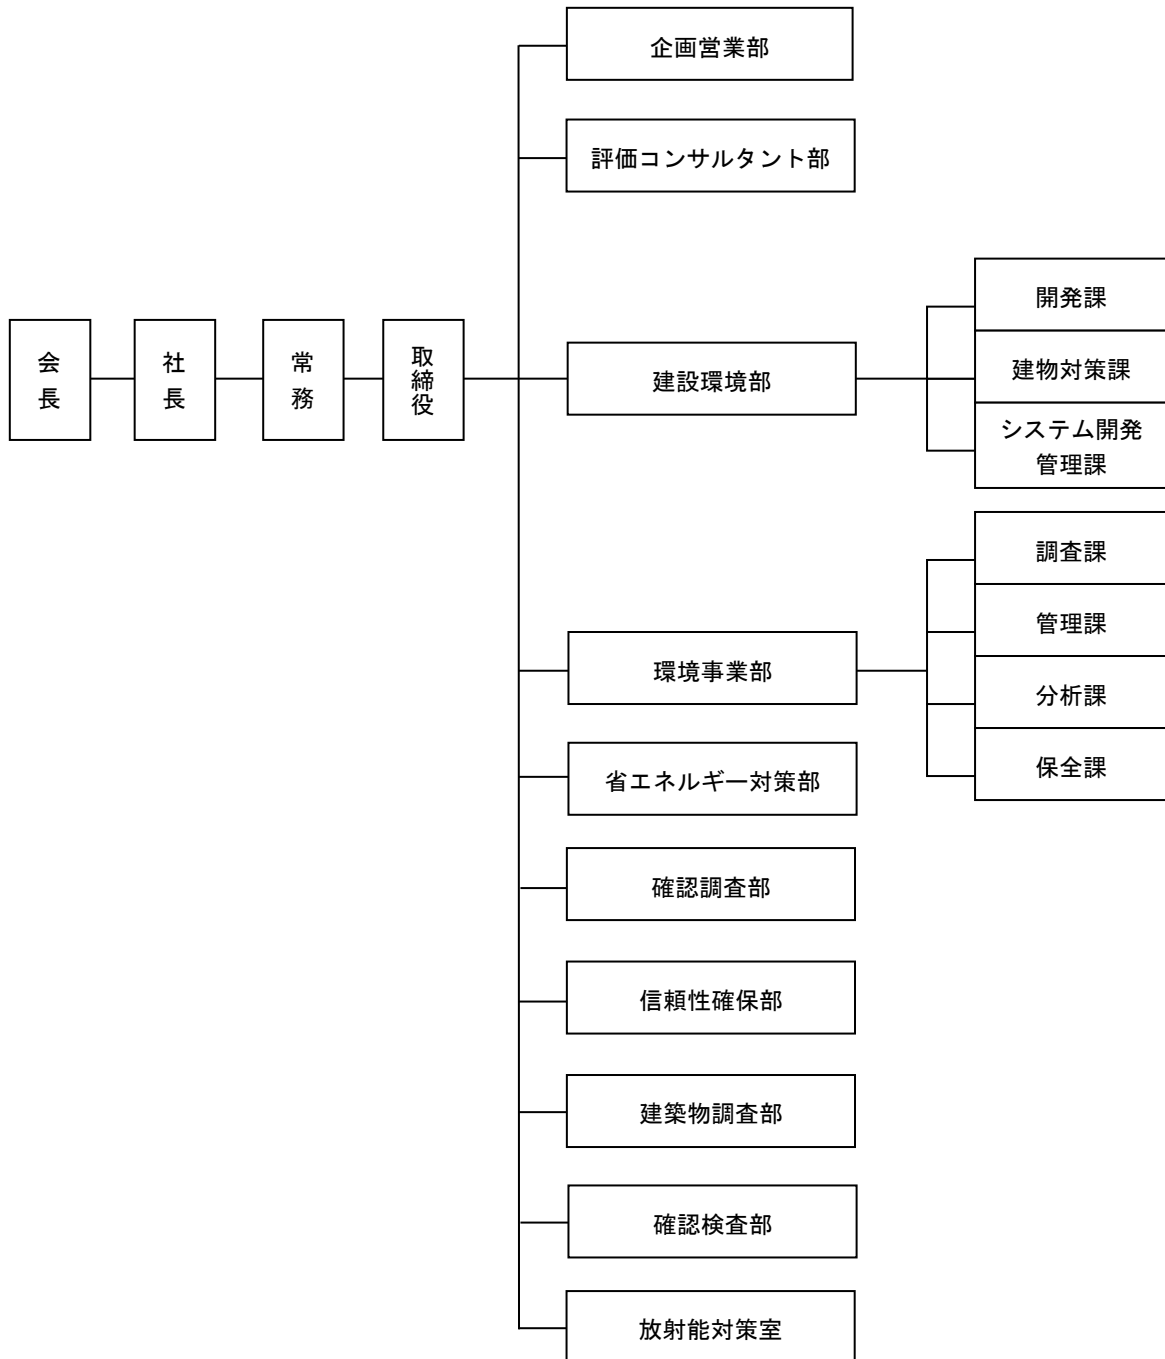 企画営業部
評価コンサルタント部
会長
社長
常務
取締役
建設環境部
開発課
建物対策課
システム開発
管理課
環境事業部
調査課
管理課
分析課
保全課
省エネルギー対策部
確認調査部
信頼性確保部
建築物調査部
確認検査部
放射能対策室